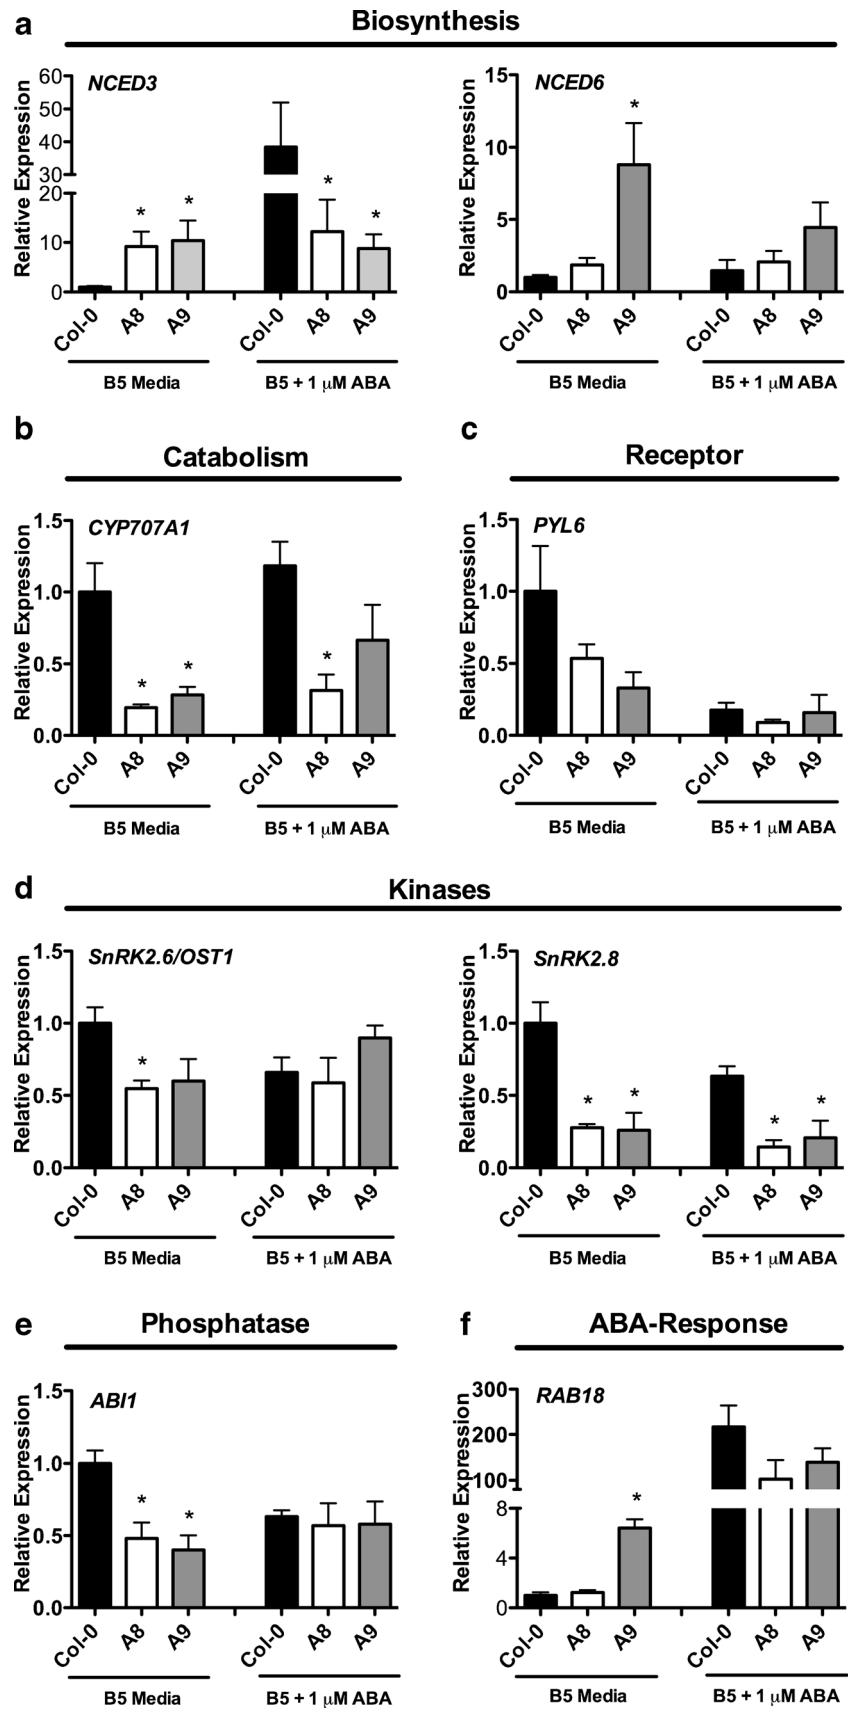 a
Biosynthesis
NCED3
Relative Expression
60
50
40
30
20
10
0
Col-0
A8
A9
Col-0
A8
A9
*
*
*
*
B5 Media
B5 + 1 µM ABA
NCED6
Relative Expression
15
10
5
0
*
Col-0
A8
A9
Col-0
A8
A9
B5 Media
B5 + 1 µM ABA
b
Catabolism
CYP707A1
Relative Expression
1.5
1.0
0.5
0.0
*
*
*
Col-0
A8
A9
Col-0
A8
A9
B5 Media
B5 + 1 µM ABA
c
Receptor
PYL6
Relative Expression
1.5
1.0
0.5
0.0
Col-0
A8
A9
Col-0
A8
A9
B5 Media
B5 + 1 µM ABA
d
Kinases
SnRK2.6/OST1
Relative Expression
1.5
1.0
0.5
0.0
*
Col-0
A8
A9
Col-0
A8
A9
B5 Media
B5 + 1 µM ABA
SnRK2.8
Relative Expression
1.5
1.0
0.5
0.0
*
*
*
*
Col-0
A8
A9
Col-0
A8
A9
B5 Media
B5 + 1 µM ABA
e
Phosphatase
ABI1
Relative Expression
1.5
1.0
0.5
0.0
*
*
Col-0
A8
A9
Col-0
A8
A9
B5 Media
B5 + 1 µM ABA
f
ABA-Response
RAB18
Relative Expression
300
200
100
8
4
0
*
Col-0
A8
A9
Col-0
A8
A9
B5 Media
B5 + 1 µM ABA